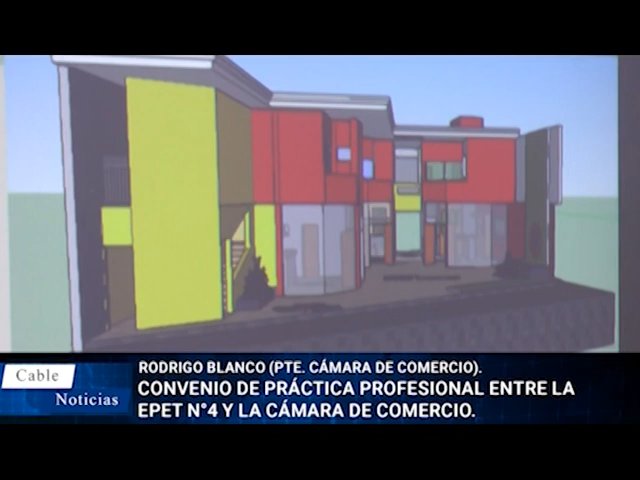 RODRIGO BLANCO (PTE. CÁMARA DE COMERCIO).
Cable
Noticias
CONVENIO DE PRÁCTICA PROFESIONAL ENTRE LA
EPET N°4 Y LA CÁMARA DE COMERCIO.